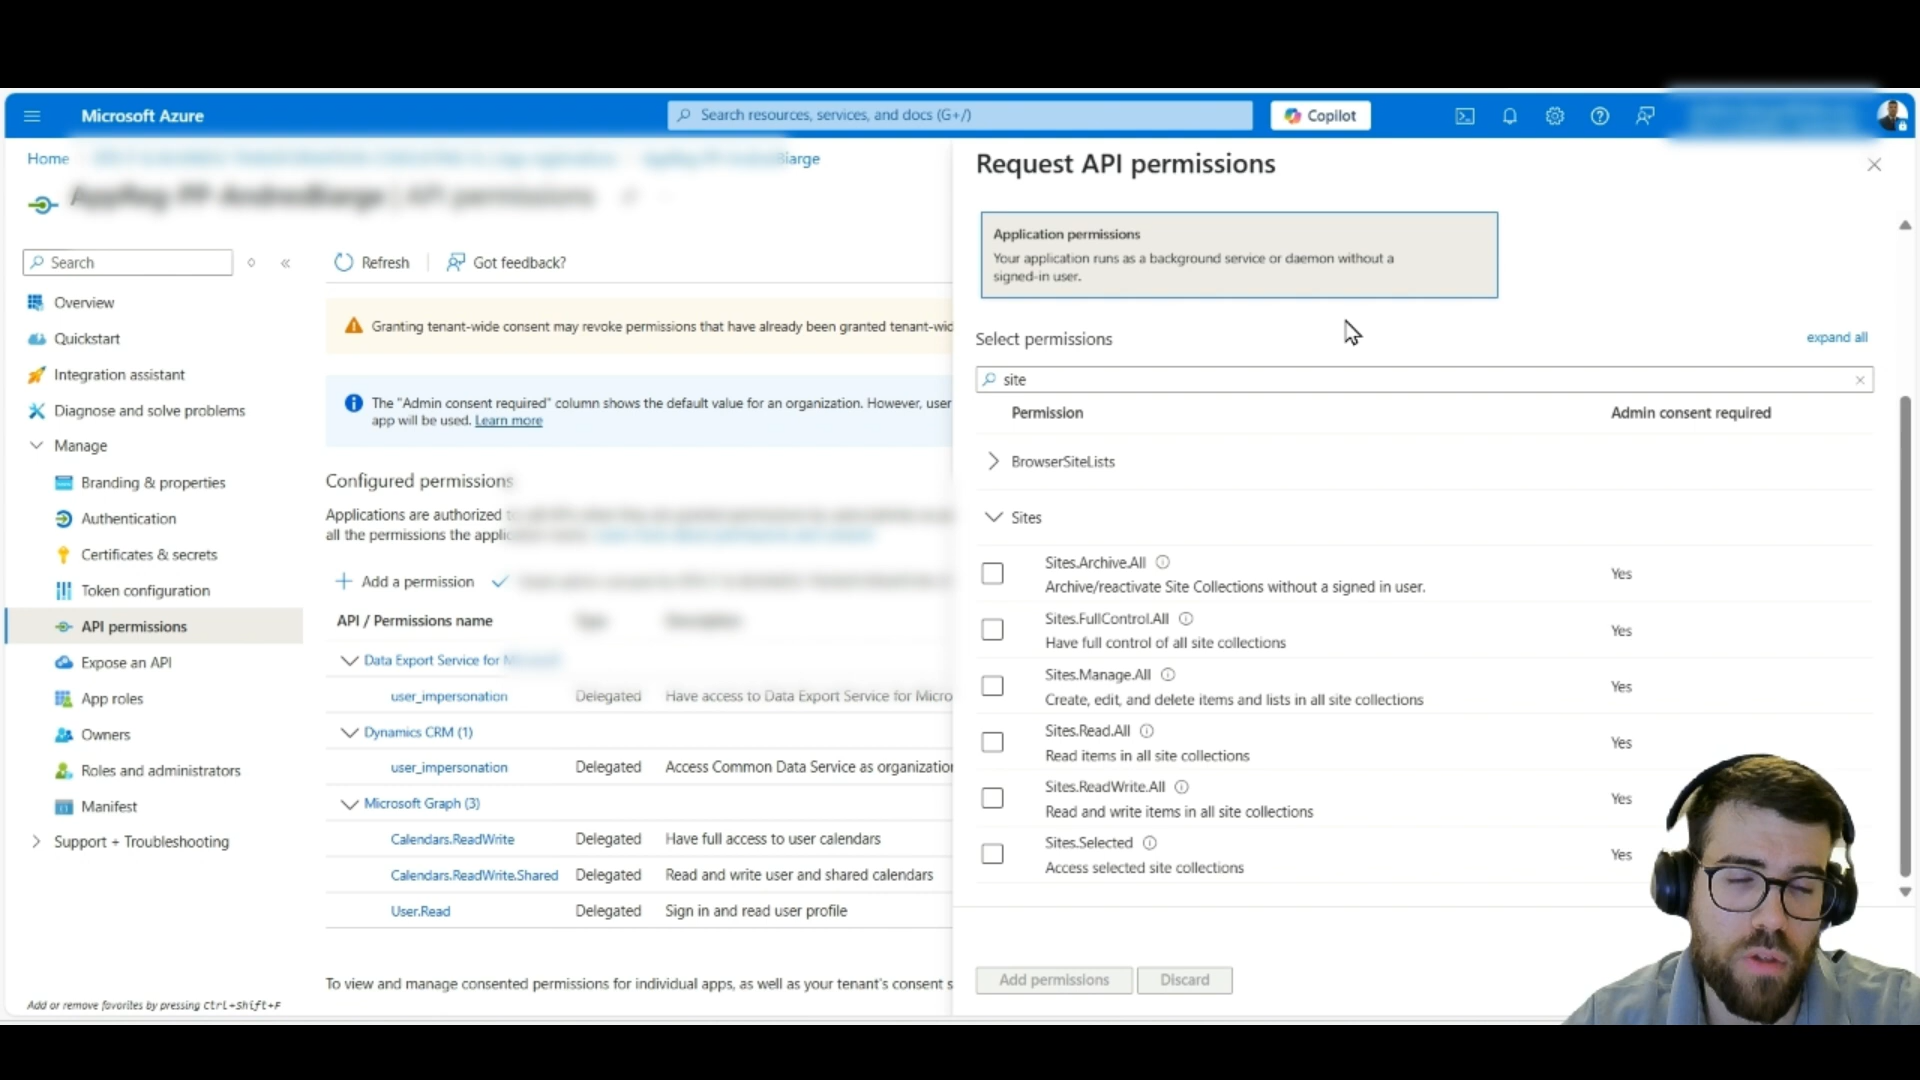 Microsoft Azure
Search resources, services, and docs (G+/)
Copilot
Home
Biarge
Search
Overview
Quickstart
Integration assistant
Diagnose and solve problems
Manage
Branding & properties
Authentication
Certificates & secrets
Token configuration
API permissions
Expose an API
App roles
Owners
Roles and administrators
Manifest
Support + Troubleshooting
Add or remove favorites by pressing Ctrl+Shift+F
Refresh
Got feedback?
Granting tenant-wide consent may revoke permissions that have already been granted tenant-wid
The "Admin consent required" column shows the default value for an organization. However, user
app will be used. Learn more
Configured permissions
Applications are authorized
all the permissions the applic
Add a permission
API / Permissions name
Data Export Service for M
user_impersonation Delegated Have access to Data Export Service for Micro
Dynamics CRM (1)
user_impersonation Delegated Access Common Data Service as organization
Microsoft Graph (3)
Calendars.ReadWrite Delegated Have full access to user calendars
Calendars.ReadWrite.Shared Delegated Read and write user and shared calendars
User.Read Delegated Sign in and read user profile
To view and manage consented permissions for individual apps, as well as your tenant's consent s
Request API permissions
Application permissions
Your application runs as a background service or daemon without a
signed-in user.
Select permissions
expand all
site
Permission Admin consent required
BrowserSiteLists
Sites
Sites.Archive.All
Archive/reactivate Site Collections without a signed in user.
Yes
Sites.FullControl.All
Have full control of all site collections
Yes
Sites.Manage.All
Create, edit, and delete items and lists in all site collections
Yes
Sites.Read.All
Read items in all site collections
Yes
Sites.ReadWrite.All
Read and write items in all site collections
Yes
Sites.Selected
Access selected site collections
Yes
Add permissions
Discard